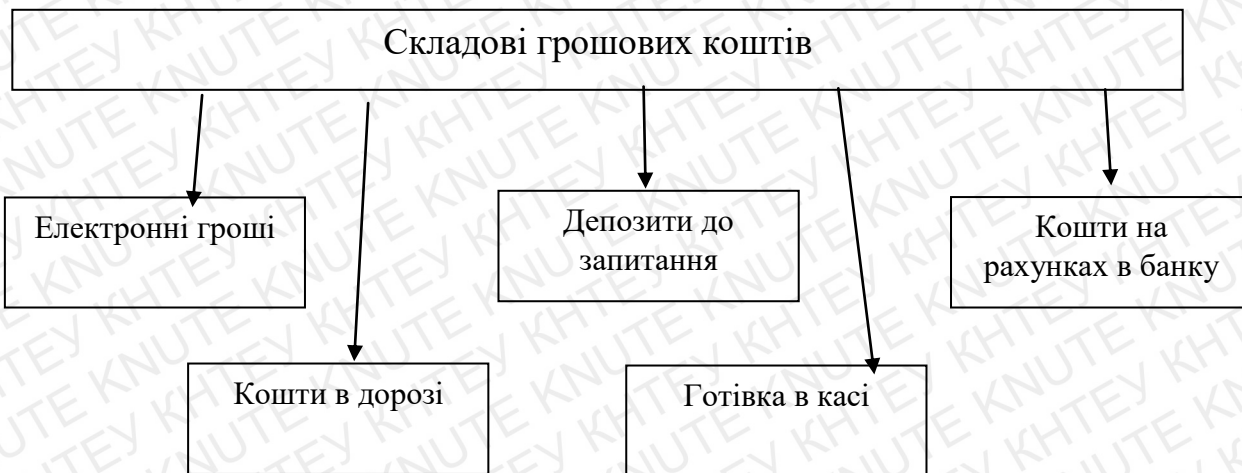 Складові грошових коштів
Електронні гроші
Депозити до
запитання
Кошти на
рахунках в банку
Кошти в дорозі
Готівка в касі